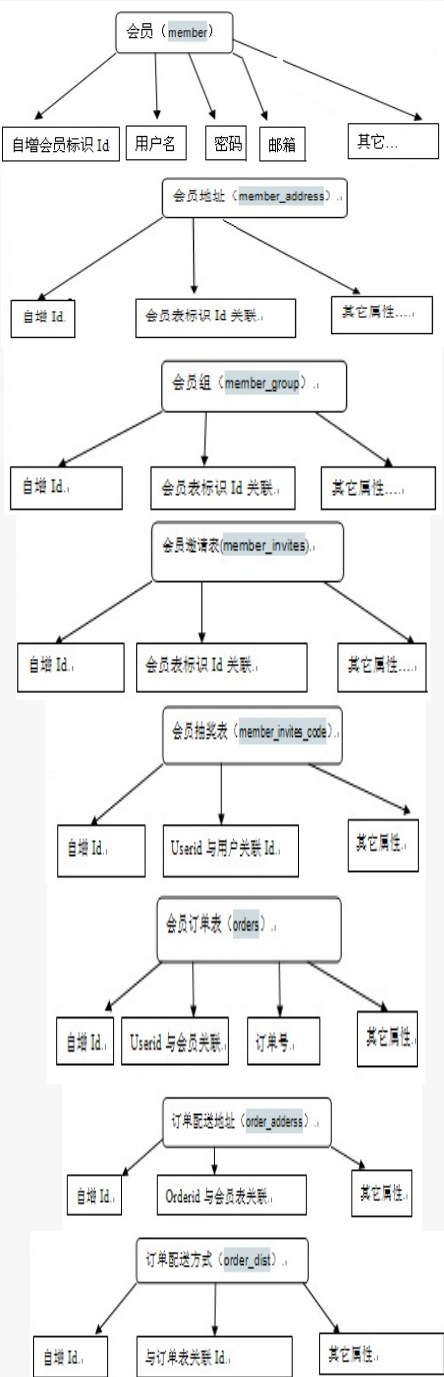 会员（member）
自增会员标识 Id 用户名 密码 邮箱 其它...
会员地址（member_address）.
自增 Id. 会员表标识 Id 关联. 其它属性....
会员组（member_group）.
自增 Id. 会员表标识 Id 关联. 其它属性....
会员邀请表(member_invites).
自增 Id. 会员表标识 Id 关联. 其它属性....
会员抽奖表（member_invites_code）.
自增 Id. Userid 与用户关联 Id. 其它属性.
会员订单表（orders）.
自增 Id. Userid 与会员关联. 订单号. 其它属性.
订单配送地址（order_adderss）.
自增 Id. Orderid 与会员表关联. 其它属性.
订单配送方式（order_dist）.
自增 Id. 与订单表关联 Id. 其它属性.